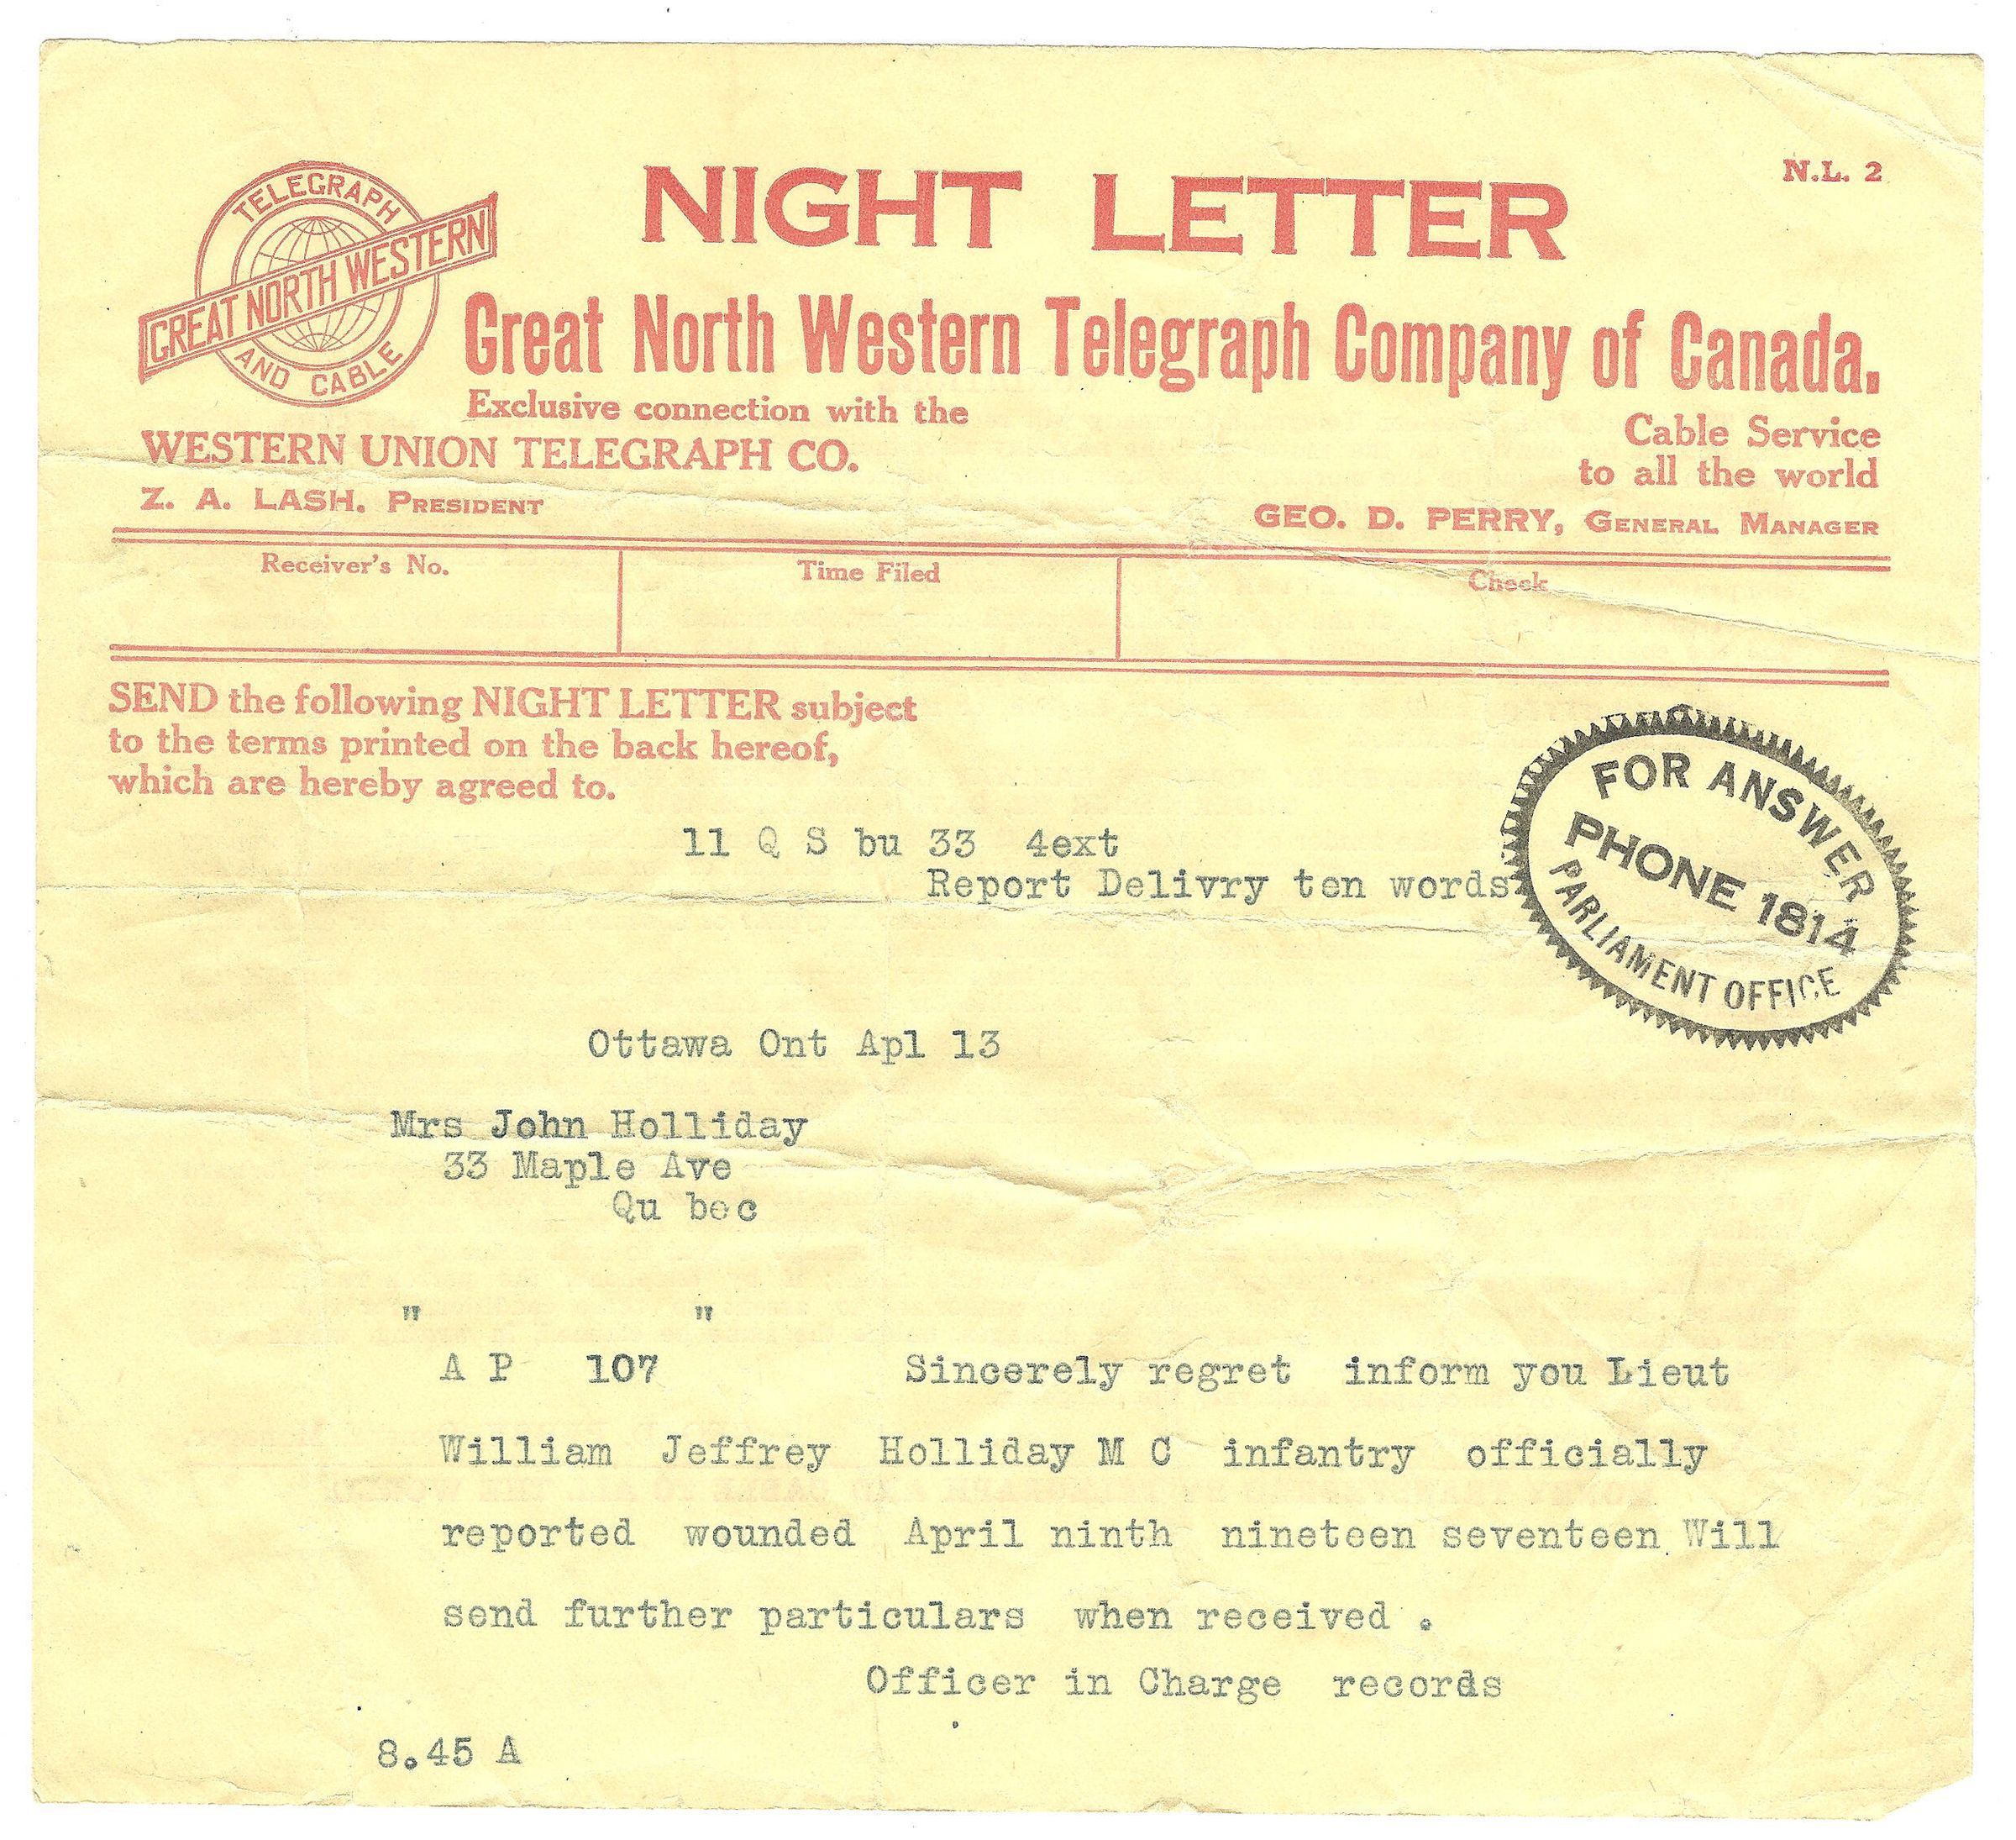 N.L. 2
NIGHT LETTER
TELEGRAPH
GREAT NORTH WESTERN
AND CABLE
Great North Western Telegraph Company of Canada.
Exclusive connection with the
WESTERN UNION TELEGRAPH CO.
Cable Service
to all the world
Z. A. LASH. PRESIDENT
GEO. D. PERRY, GENERAL MANAGER
Receiver's No.
Time Filed
Check
SEND the following NIGHT LETTER subject
to the terms printed on the back hereof,
which are hereby agreed to.
11 Q S bu 33 4ext
Report Delivry ten words
FOR ANSWER
PHONE 1814
PARLIAMENT OFFICE
Ottawa Ont Apl 13
Mrs John Holliday
33 Maple Ave
Qu bec
" "
A P 107 Sincerely regret inform you Lieut
William Jeffrey Holliday M C infantry officially
reported wounded April ninth nineteen seventeen Will
send further particulars when received .
Officer in Charge records
8.45 A